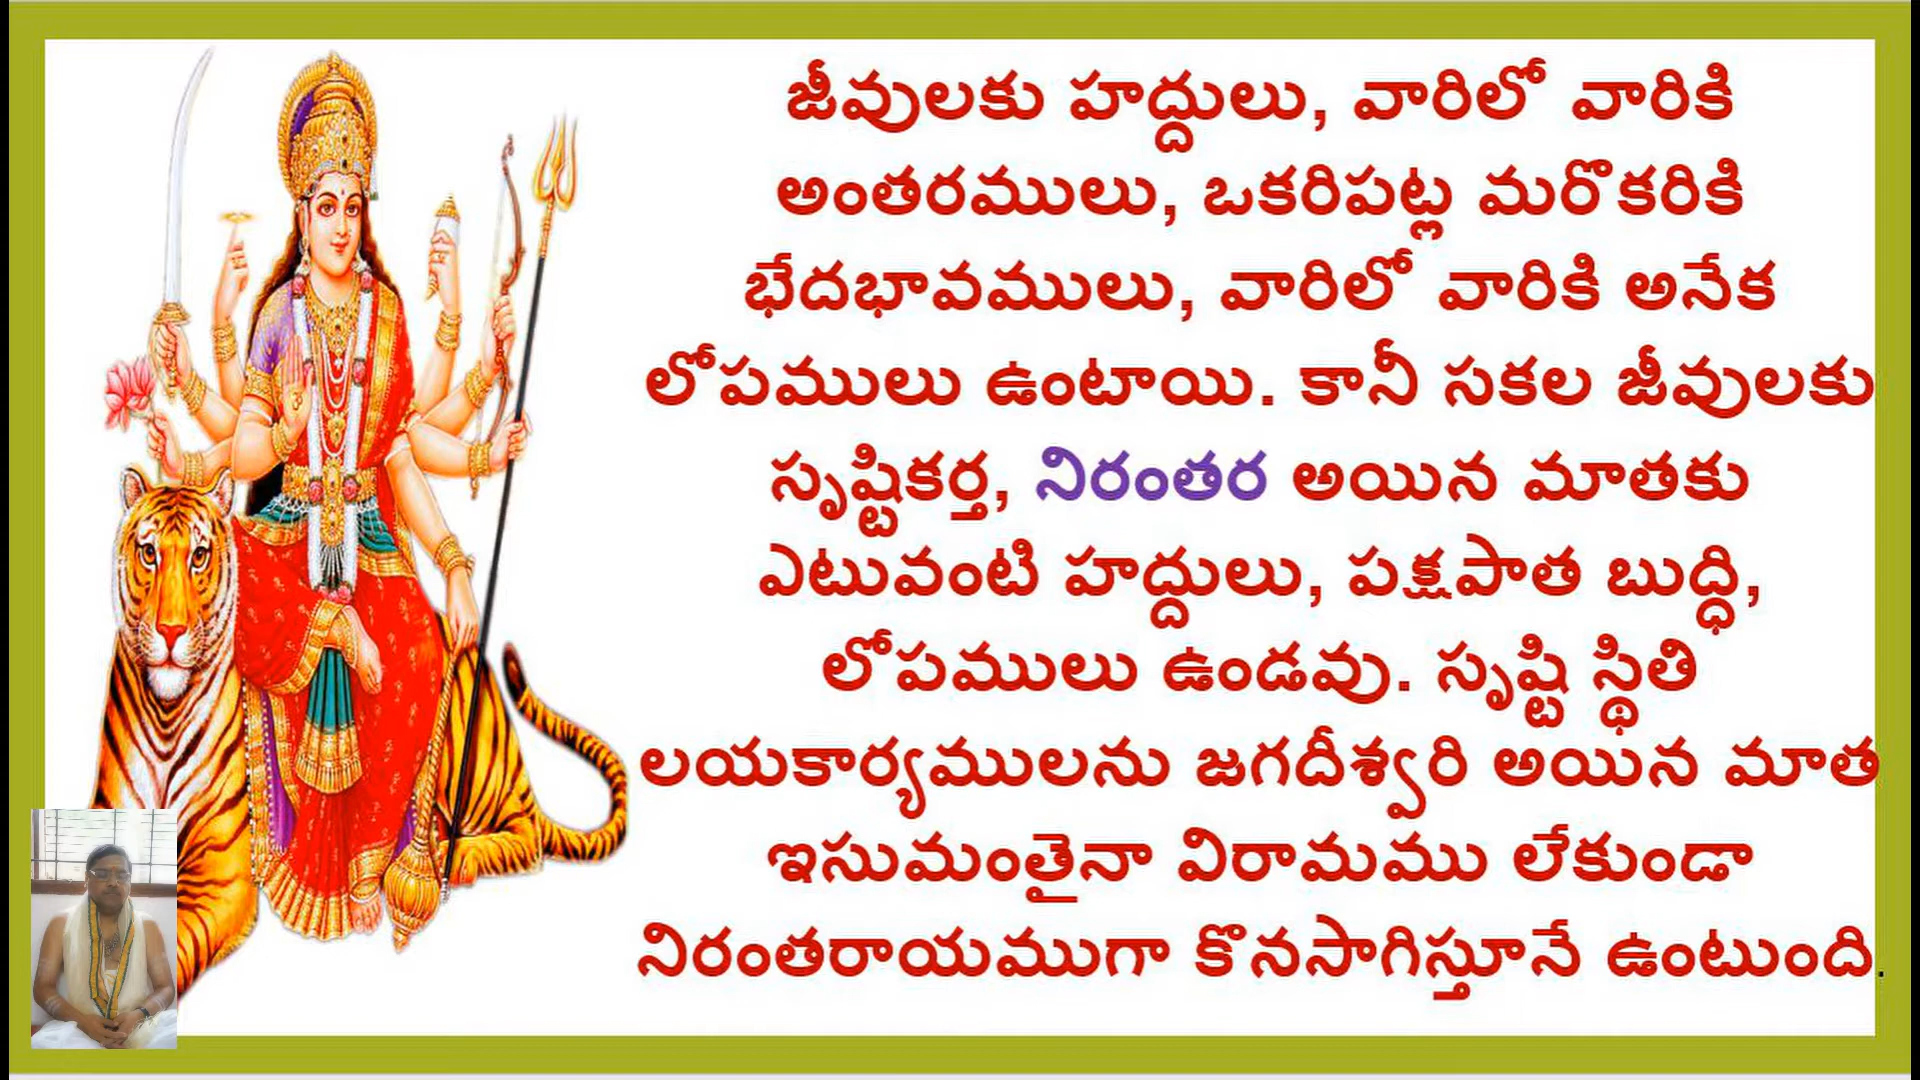 జీవులకు హద్దులు, వారిలో వారికి
అంతరములు, ఒకరిపట్ల మరొకరికి
భేదభావములు, వారిలో వారికి అనేక
లోపములు ఉంటాయి. కానీ సకల జీవులకు
సృష్టికర్త, నిరంతర అయిన మాతకు
ఎటువంటి హద్దులు, పక్షపాత బుద్ధి,
లోపములు ఉండవు. సృష్టి స్థితి
లయకార్యములను జగదీశ్వరి అయిన మాత
ఇసుమంతైనా విరామము లేకుండా
నిరంతరాయముగా కొనసాగిస్తూనే ఉంటుంది.